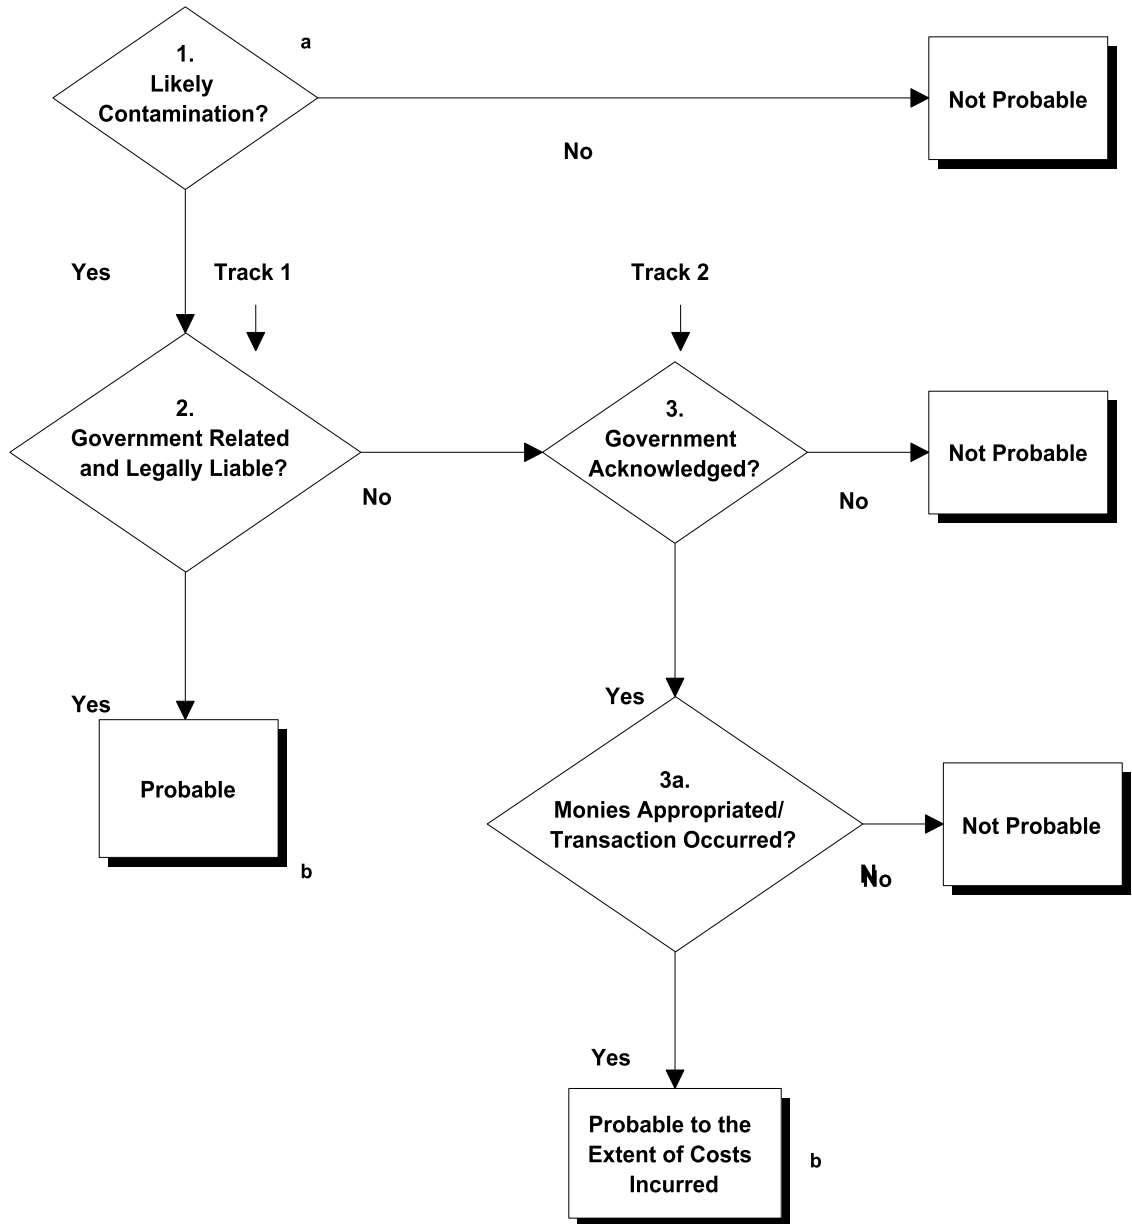 1.
Likely
Contamination?
a
Not Probable
No
Yes
Track 1
Track 2
2.
Government Related
and Legally Liable?
No
3.
Government
Acknowledged?
No
Not Probable
Yes
Probable
b
Yes
3a.
Monies Appropriated/
Transaction Occurred?
N
No
Not Probable
Yes
Probable to the
Extent of Costs
Incurred
b